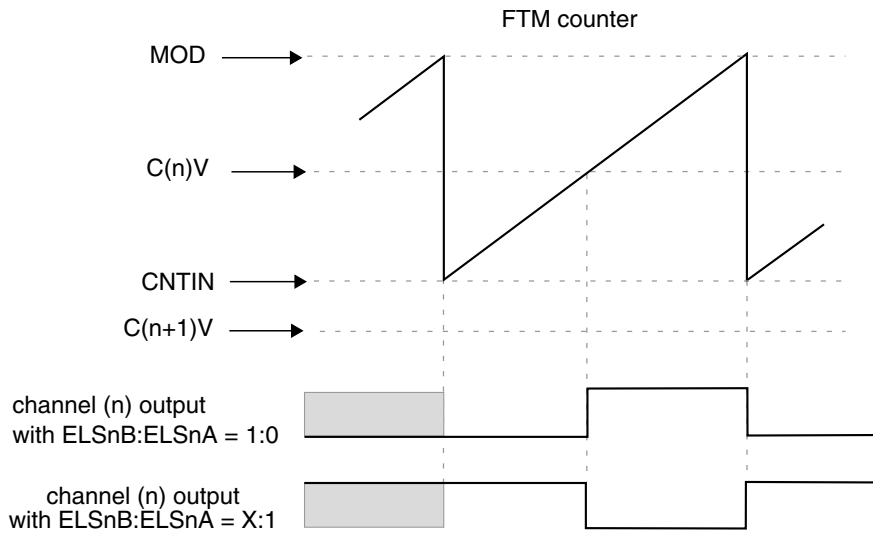 FTM counter
MOD
C(n)V
CNTIN
C(n+1)V
channel (n) output
with ELSnB:ELSnA = 1:0
channel (n) output
with ELSnB:ELSnA = X:1